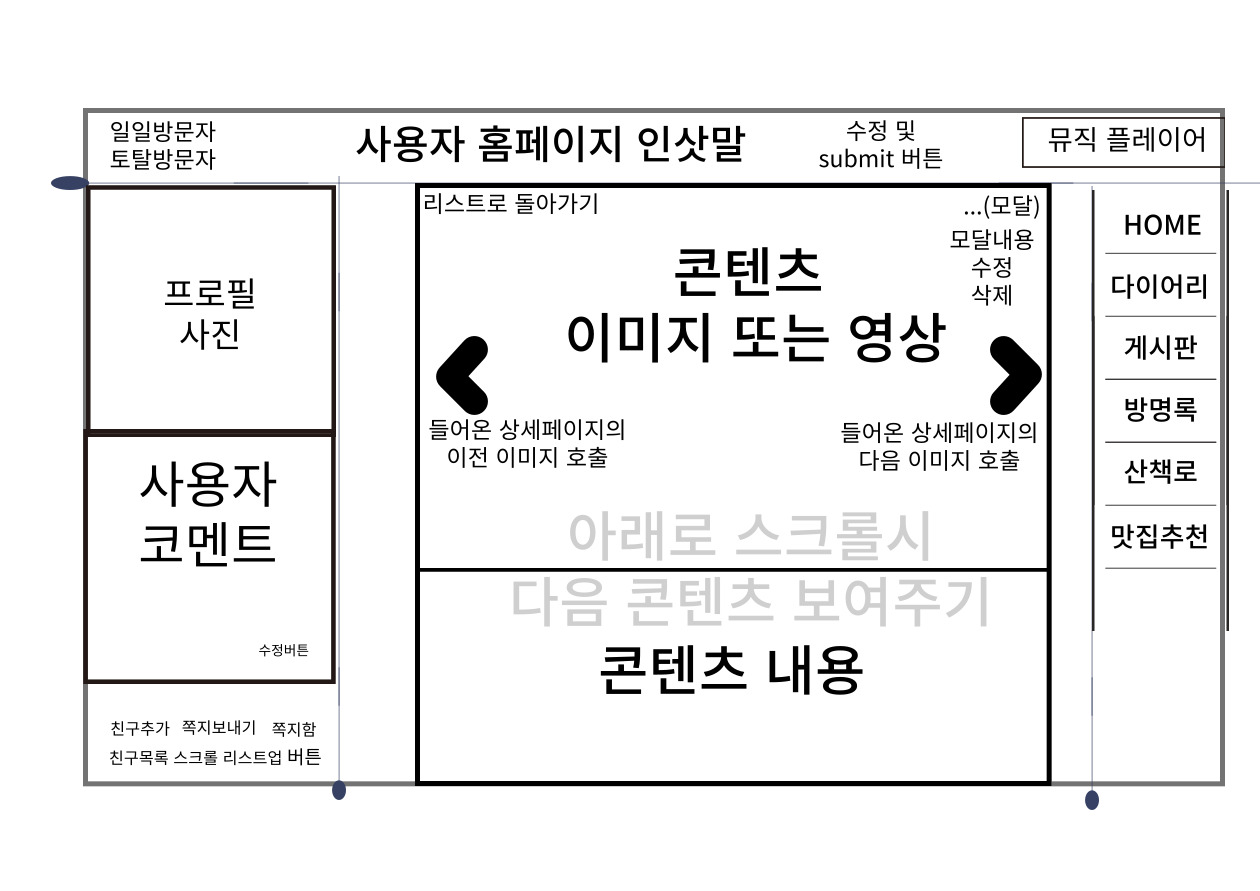 일일방문자
토탈방문자
사용자 홈페이지 인삿말
수정 및
submit 버튼
뮤직 플레이어
프로필
사진
사용자
코멘트
수정버튼
친구추가 쪽지보내기 쪽지함
친구목록 스크롤 리스트업 버튼
리스트로 돌아가기
...(모달)
모달내용
수정
삭제
콘텐츠
이미지 또는 영상
들어온 상세페이지의
이전 이미지 호출
들어온 상세페이지의
다음 이미지 호출
아래로 스크롤시
다음 콘텐츠 보여주기
콘텐츠 내용
HOME
다이어리
게시판
방명록
산책로
맛집추천